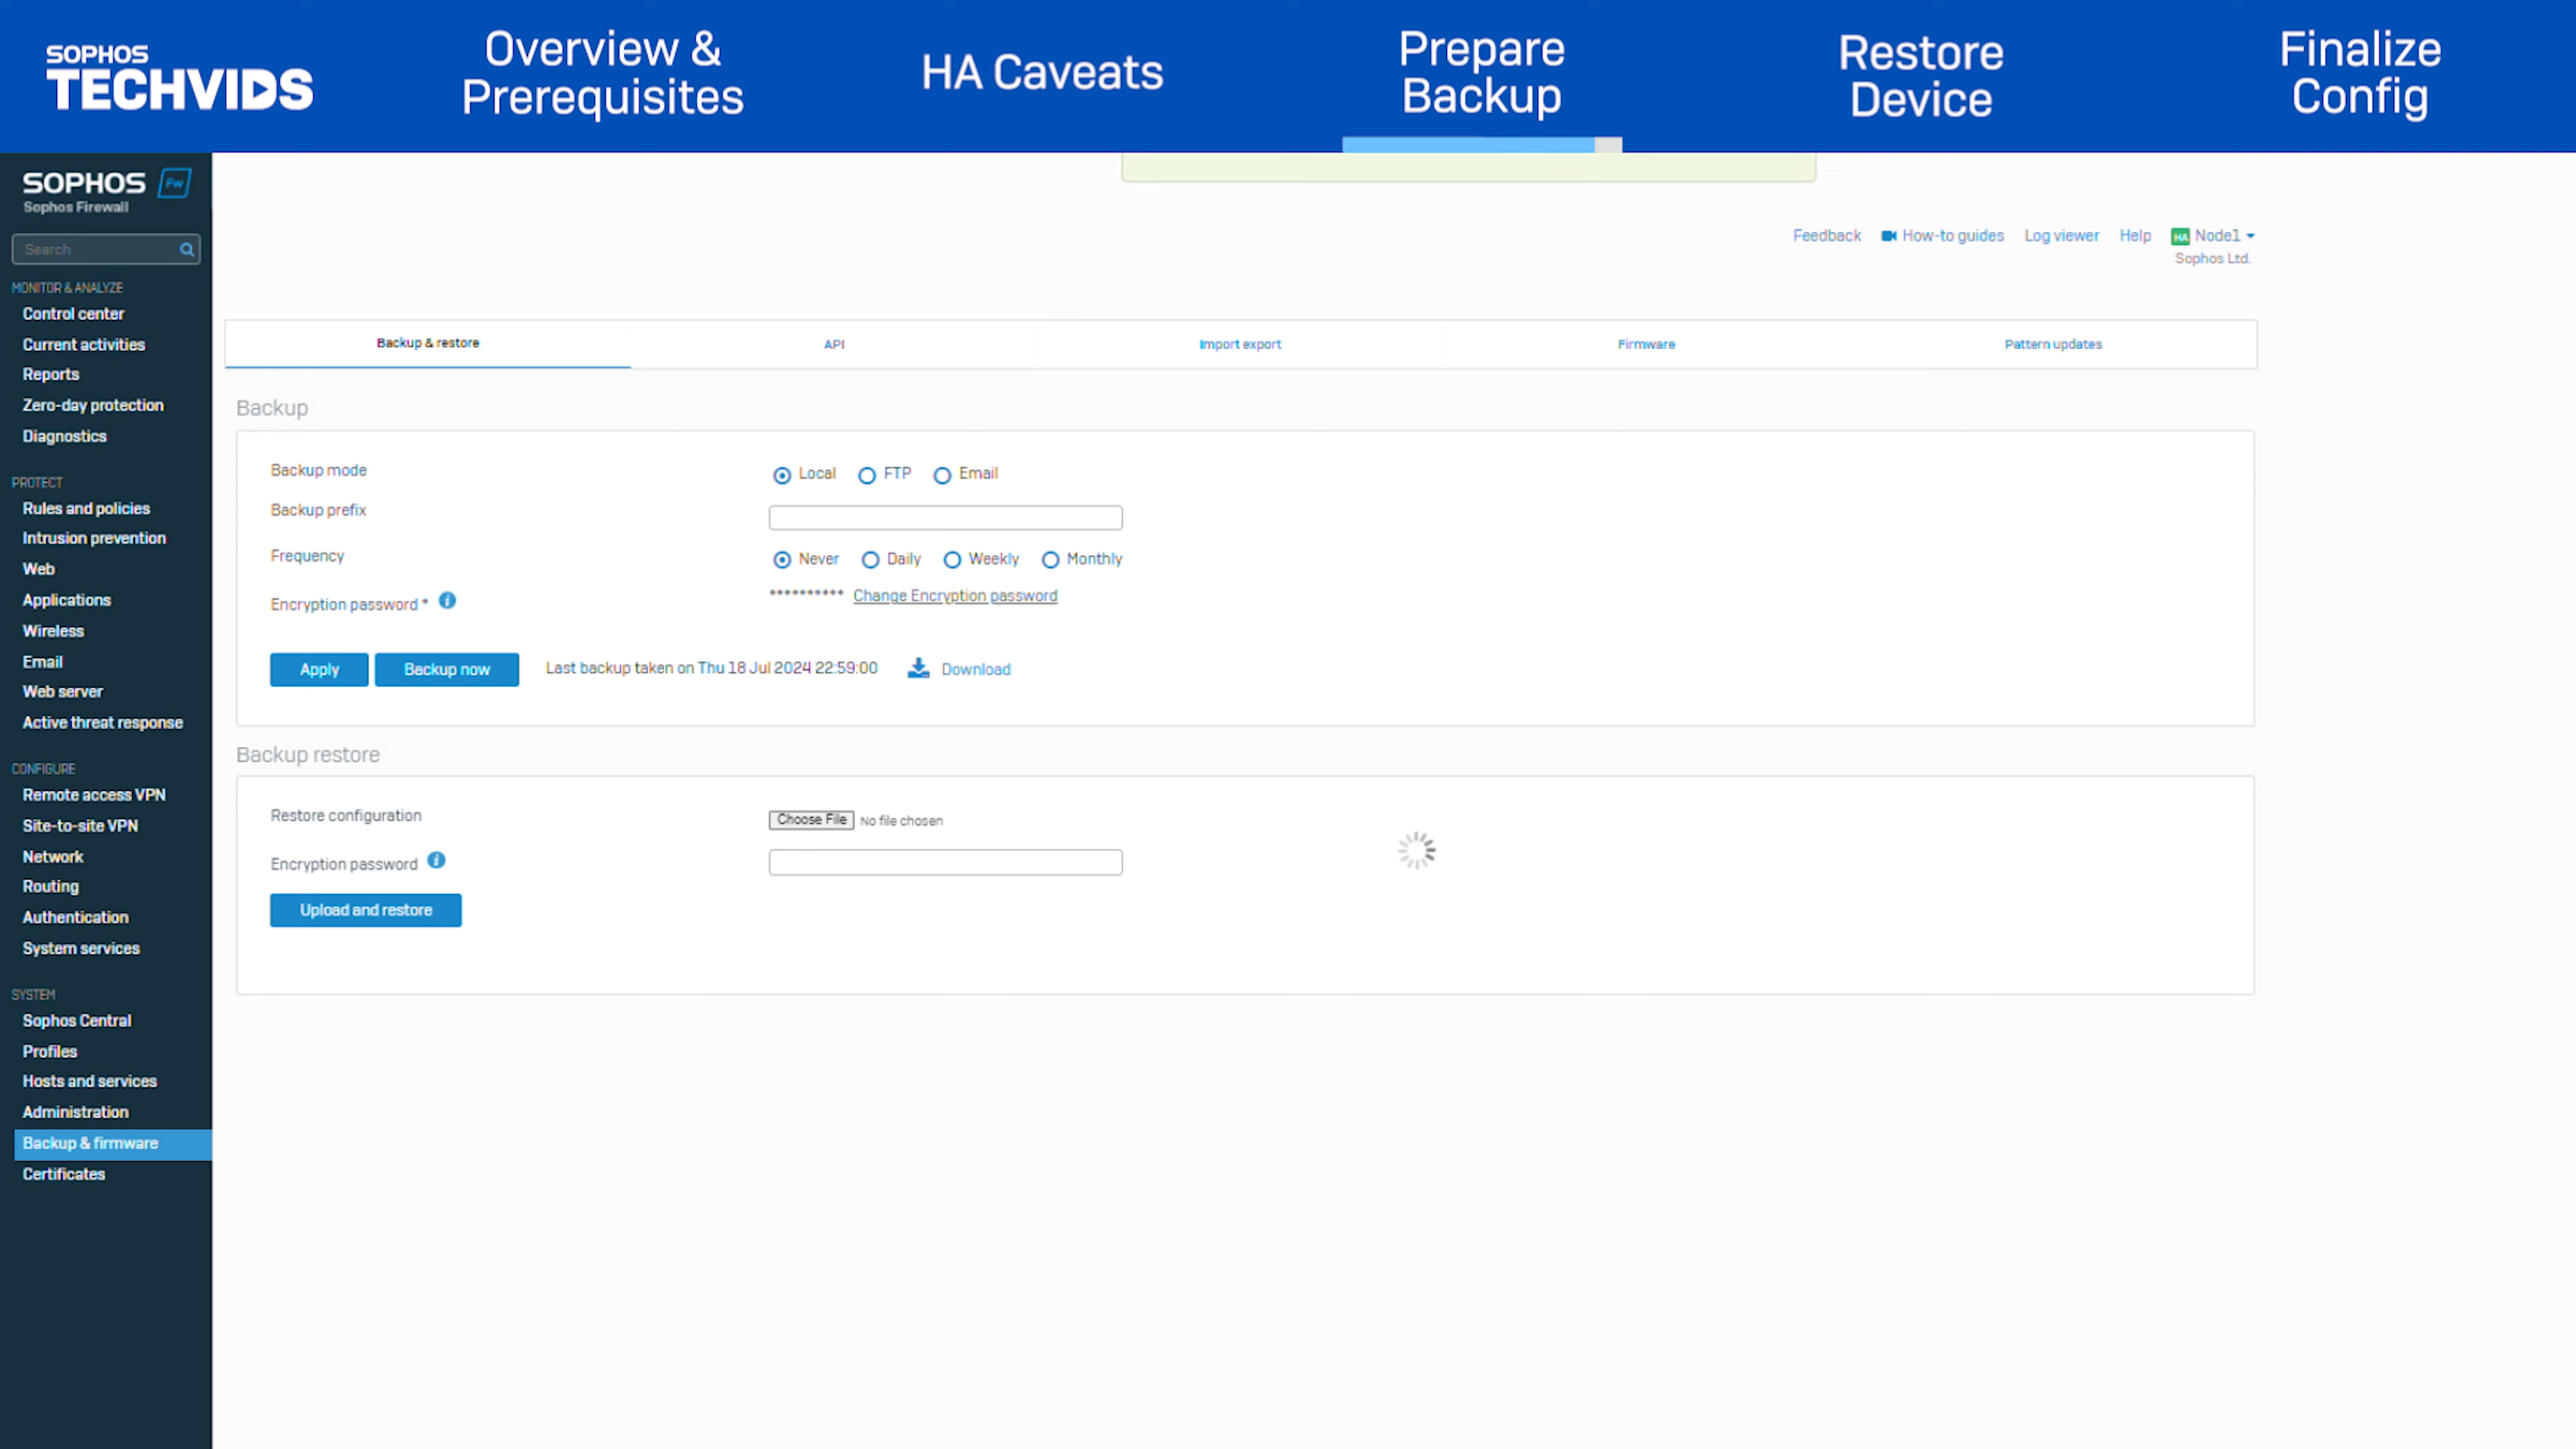 SOPHOS
TECHVIDS
Overview &
Prerequisites
HA Caveats
Prepare
Backup
Restore
Device
Finalize
Config
SOPHOS Fw
Sophos Firewall
Search
MONITOR & ANALYZE
Control center
Current activities
Reports
Zero-day protection
Diagnostics
PROTECT
Rules and policies
Intrusion prevention
Web
Applications
Wireless
Email
Web server
Active threat response
CONFIGURE
Remote access VPN
Site-to-site VPN
Network
Routing
Authentication
System services
SYSTEM
Sophos Central
Profiles
Hosts and services
Administration
Backup & firmware
Certificates
Feedback How-to guides Log viewer Help HA Node1
Sophos Ltd.
Backup & restore API Import export Firmware Pattern updates
Backup
Backup mode Local FTP Email
Backup prefix
Frequency Never Daily Weekly Monthly
Encryption password * i ********** Change Encryption password
Apply Backup now Last backup taken on Thu 18 Jul 2024 22:59:00 Download
Backup restore
Restore configuration Choose File No file chosen
Encryption password i
Upload and restore